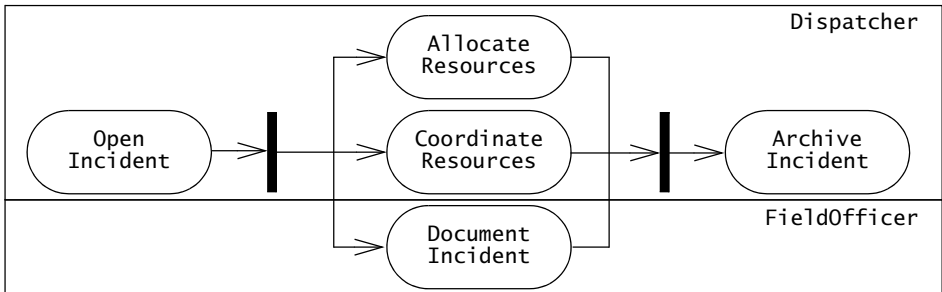 Dispatcher
Allocate
Resources
Open
Incident
Coordinate
Resources
Archive
Incident
FieldOfficer
Document
Incident